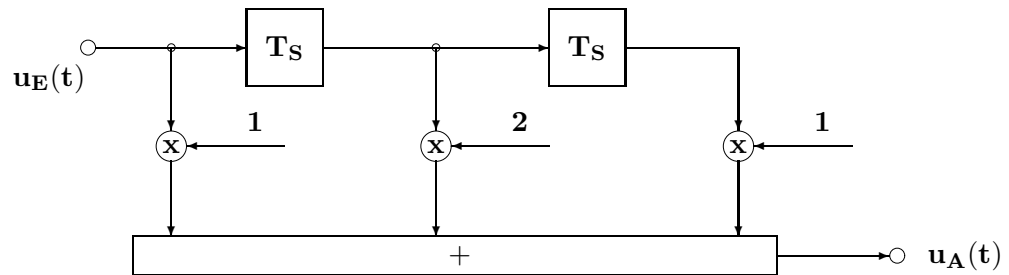 T_S T_S
u_E(t)
1 2 1
x x x
+
u_A(t)